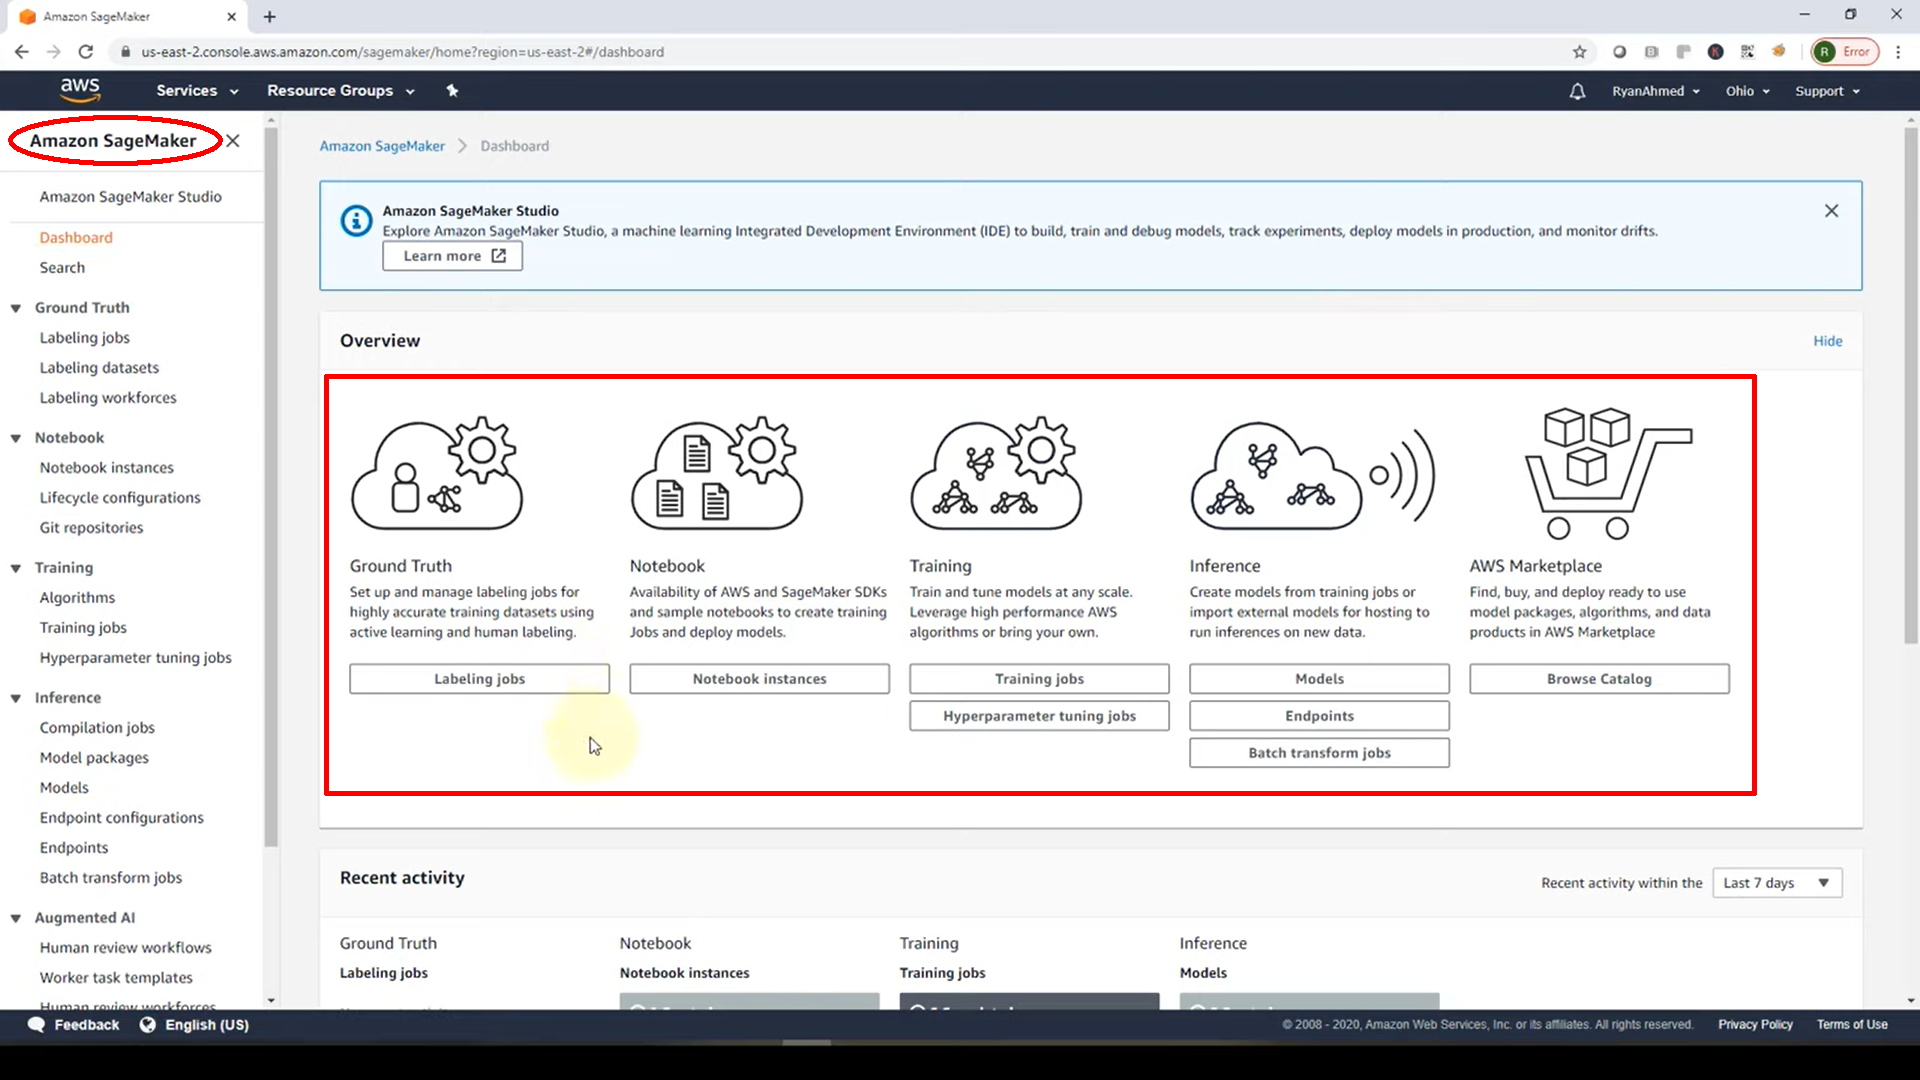 Amazon SageMaker
us-east-2.console.aws.amazon.com/sagemaker/home?region=us-east-2#/dashboard
R Error
aws
Services
Resource Groups
RyanAhmed
Ohio
Support
Amazon SageMaker
Amazon SageMaker Studio
Dashboard
Search
Ground Truth
Labeling jobs
Labeling datasets
Labeling workforces
Notebook
Notebook instances
Lifecycle configurations
Git repositories
Training
Algorithms
Training jobs
Hyperparameter tuning jobs
Inference
Compilation jobs
Model packages
Models
Endpoint configurations
Endpoints
Batch transform jobs
Augmented AI
Human review workflows
Worker task templates
Human review workforces
Amazon SageMaker
Dashboard
Amazon SageMaker Studio
Explore Amazon SageMaker Studio, a machine learning Integrated Development Environment (IDE) to build, train and debug models, track experiments, deploy models in production, and monitor drifts.
Learn more
Overview
Hide
Ground Truth
Set up and manage labeling jobs for
highly accurate training datasets using
active learning and human labeling.
Labeling jobs
Notebook
Availability of AWS and SageMaker SDKs
and sample notebooks to create training
Jobs and deploy models.
Notebook instances
Training
Train and tune models at any scale.
Leverage high performance AWS
algorithms or bring your own.
Training jobs
Hyperparameter tuning jobs
Inference
Create models from training jobs or
import external models for hosting to
run inferences on new data.
Models
Endpoints
Batch transform jobs
AWS Marketplace
Find, buy, and deploy ready to use
model packages, algorithms, and data
products in AWS Marketplace
Browse Catalog
Recent activity
Recent activity within the
Last 7 days
Ground Truth
Labeling jobs
Notebook
Notebook instances
Training
Training jobs
Inference
Models
Feedback
English (US)
© 2008 - 2020, Amazon Web Services, Inc. or its affiliates. All rights reserved.
Privacy Policy
Terms of Use